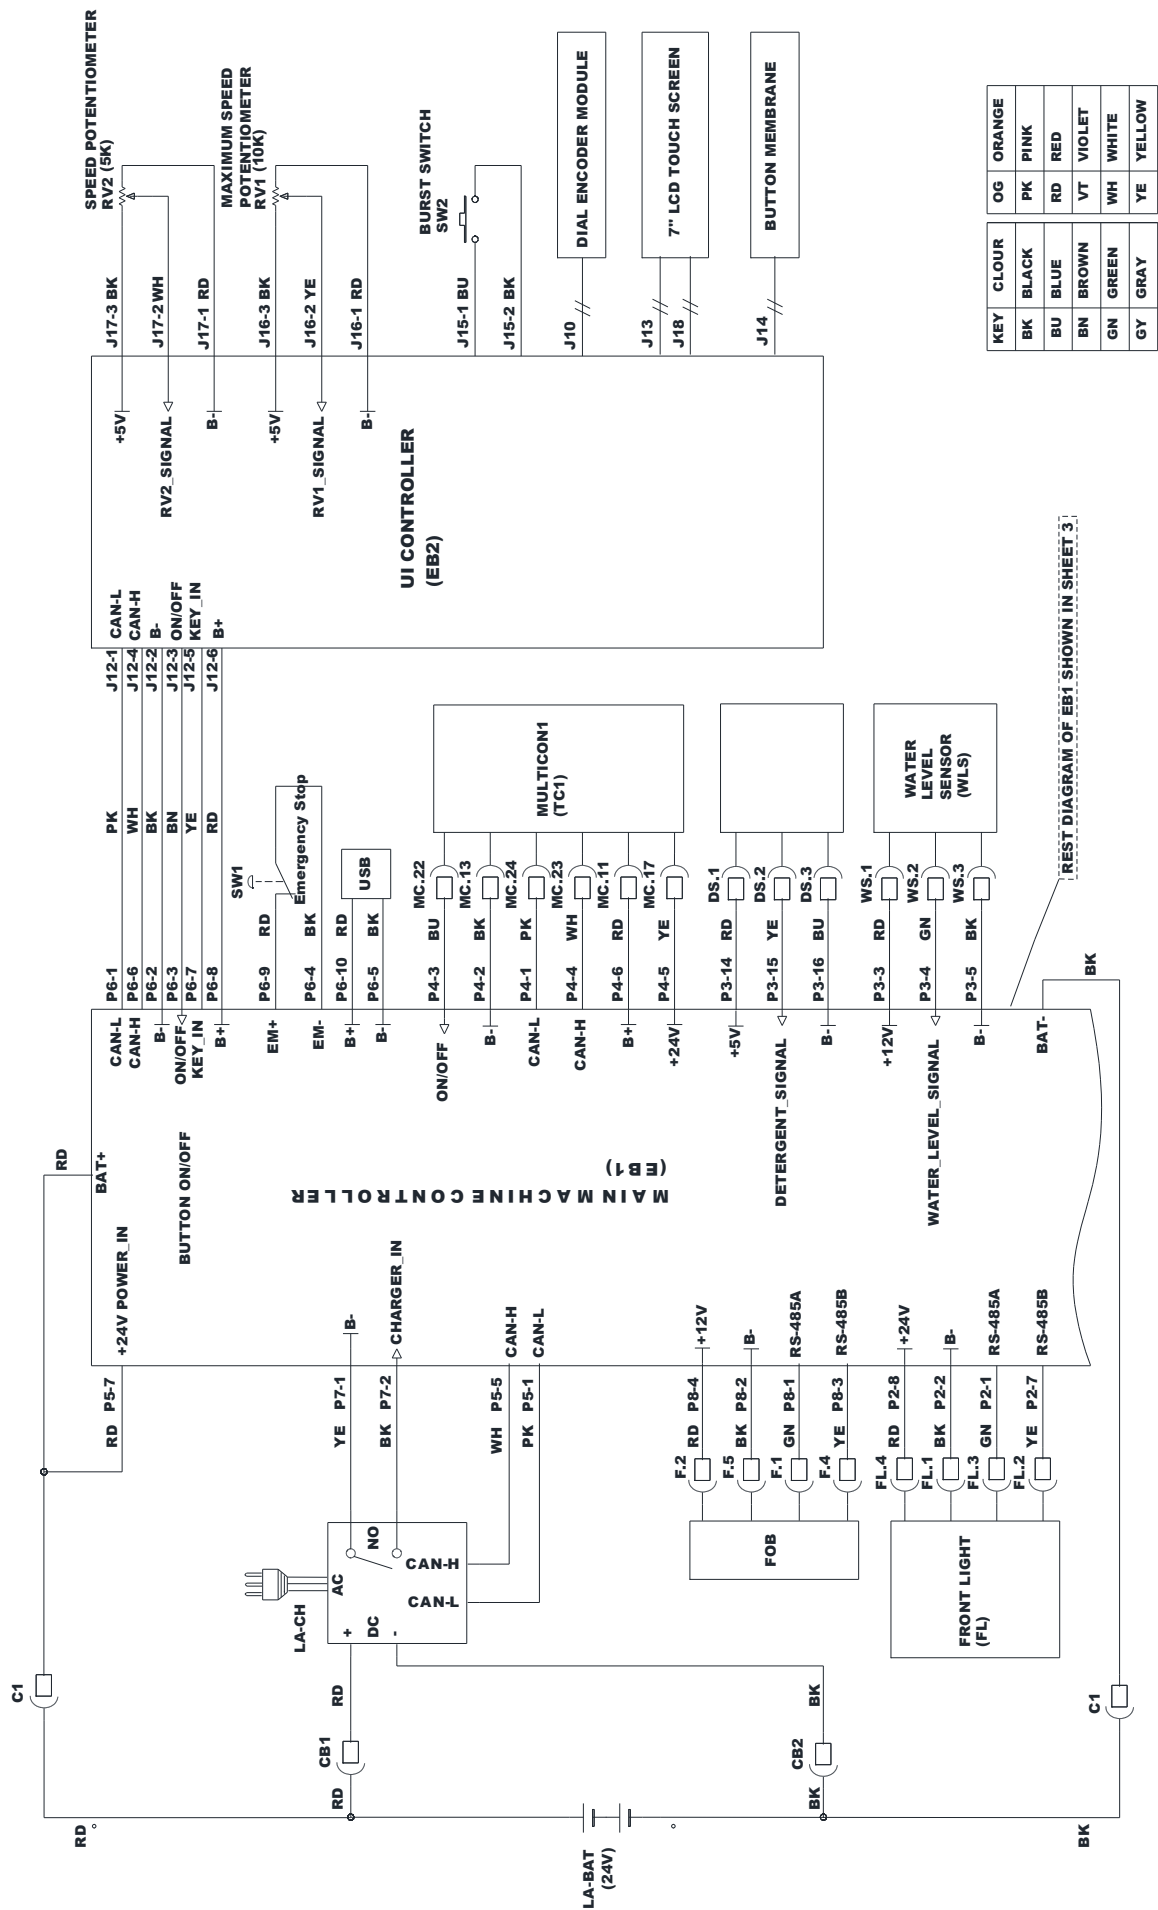 SPEED POTENTIOMETER
RV2 (5K)
MAXIMUM SPEED
POTENTIOMETER
RV1 (10K)
BURST SWITCH
SW2
DIAL ENCODER MODULE
7" LCD TOUCH SCREEN
BUTTON MEMBRANE
J17-3 BK
J17-2 WH
J17-1 RD
J16-3 BK
J16-2 YE
J16-1 RD
J15-1 BU
J15-2 BK
J10
J13
J18
J14
+5V
RV2_SIGNAL
B-
+5V
RV1_SIGNAL
B-
UI CONTROLLER
(EB2)
CAN-L
CAN-H
B-
ON/OFF
KEY_IN
B+
J12-1
J12-4
J12-2
J12-3
J12-5
J12-6
PK
WH
BK
BN
YE
RD
P6-1
P6-6
P6-2
P6-3
P6-7
P6-8
CAN-L
CAN-H
B-
ON/OFF
KEY_IN
B+
BUTTON ON/OFF
SW1
Emergency Stop
RD
BK
P6-9
P6-4
EM+
EM-
USB
RD
BK
P6-10
P6-5
B+
B-
MULTICON1
(TC1)
MC.22
MC.13
MC.24
MC.23
MC.11
MC.17
BU
BK
PK
WH
RD
YE
P4-3
P4-2
P4-1
P4-4
P4-6
P4-5
ON/OFF
B-
CAN-L
CAN-H
B+
+24V
DS.1
DS.2
DS.3
RD
YE
BU
P3-14
P3-15
P3-16
+5V
DETERGENT_SIGNAL
B-
WATER
LEVEL
SENSOR
(WLS)
WS.1
WS.2
WS.3
RD
GN
BK
P3-3
P3-4
P3-5
+12V
WATER_LEVEL_SIGNAL
B-
REST DIAGRAM OF EB1 SHOWN IN SHEET 3
BAT-
BK
MAIN MACHINE CONTROLLER
(EB1)
RD
BAT+
+24V POWER_IN
RD P5-7
B-
YE P7-1
CHARGER_IN
BK P7-2
CAN-H
WH P5-5
CAN-L
PK P5-1
+12V
B-
RS-485A
RS-485B
RD P8-4
BK P8-2
GN P8-1
YE P8-3
F.2
F.5
F.1
F.4
FOB
+24V
B-
RS-485A
RS-485B
RD P2-8
BK P2-2
GN P2-1
YE P2-7
FL.4
FL.1
FL.3
FL.2
FRONT LIGHT
(FL)
LA-CH
AC
NO
CAN-H
CAN-L
+
DC
-
C1
RD
CB1
RD
BK
CB2
BK
C1
RD
LA-BAT
(24V)
BK
KEY CLOUR OG ORANGE
BK BLACK PK PINK
BU BLUE RD RED
BN BROWN VT VIOLET
GN GREEN WH WHITE
GY GRAY YE YELLOW